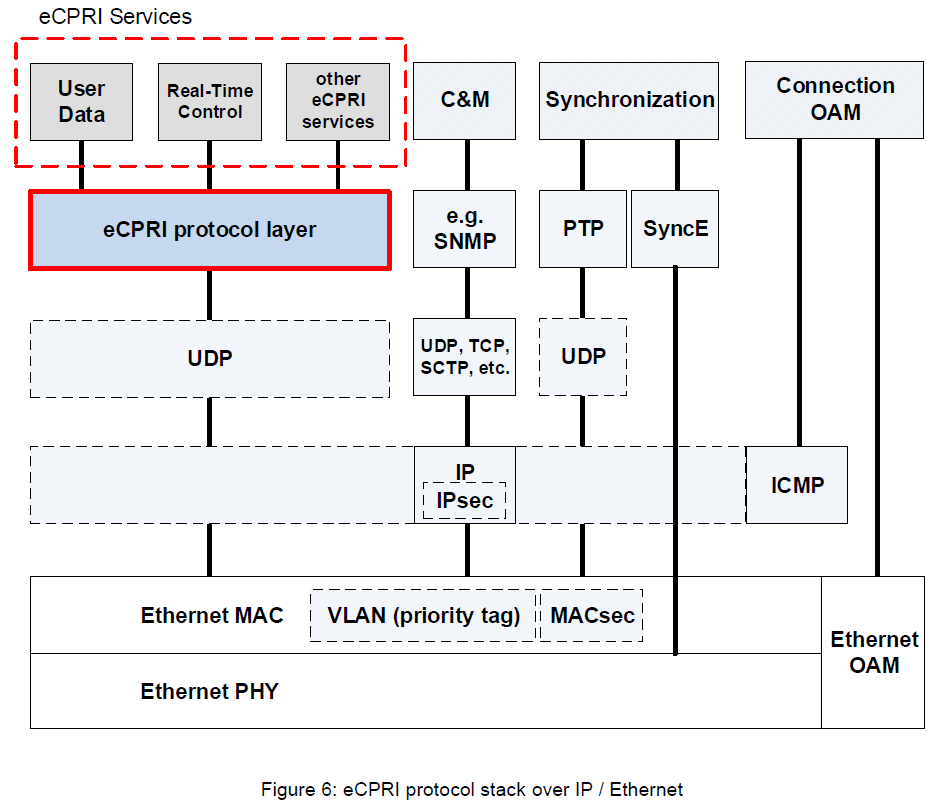 eCPRI Services
User
Data
Real-Time
Control
other
eCPRI
services
C&M
Synchronization
Connection
OAM
eCPRI protocol layer
e.g.
SNMP
PTP
SyncE
UDP
UDP, TCP,
SCTP, etc.
UDP
IP
IPsec
ICMP
Ethernet MAC
VLAN (priority tag)
MACsec
Ethernet
OAM
Ethernet PHY
Figure 6: eCPRI protocol stack over IP / Ethernet